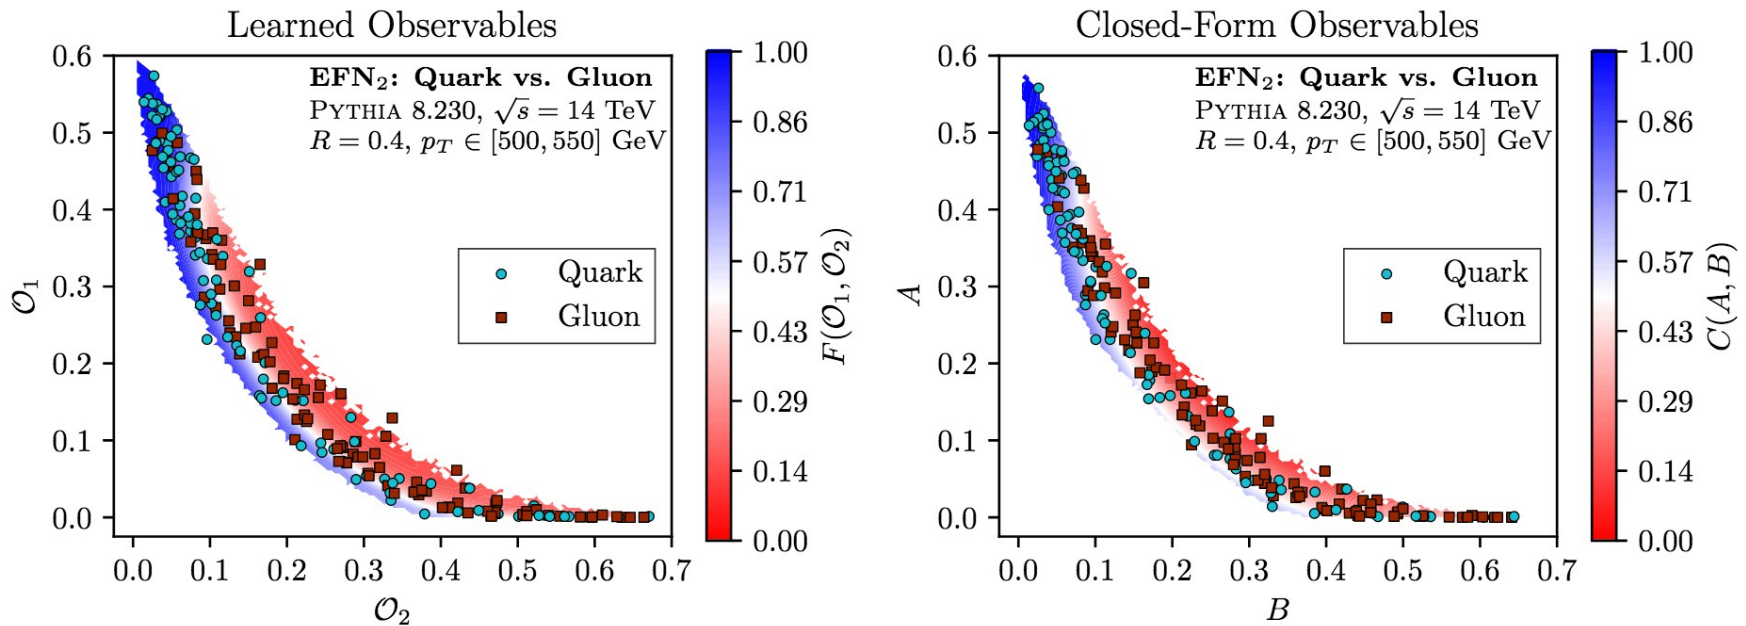 Learned Observables
EFN₂: Quark vs. Gluon
PYTHIA 8.230, √s = 14 TeV
R = 0.4, p_T ∈ [500, 550] GeV
Quark
Gluon
0.6
0.5
0.4
0.3
0.2
0.1
0.0
𝒪₁
0.0 0.1 0.2 0.3 0.4 0.5 0.6 0.7
𝒪₂
1.00
0.86
0.71
0.57
0.43
0.29
0.14
0.00
F(𝒪₁, 𝒪₂)
Closed-Form Observables
EFN₂: Quark vs. Gluon
PYTHIA 8.230, √s = 14 TeV
R = 0.4, p_T ∈ [500, 550] GeV
Quark
Gluon
0.6
0.5
0.4
0.3
0.2
0.1
0.0
A
0.0 0.1 0.2 0.3 0.4 0.5 0.6 0.7
B
1.00
0.86
0.71
0.57
0.43
0.29
0.14
0.00
C(A, B)